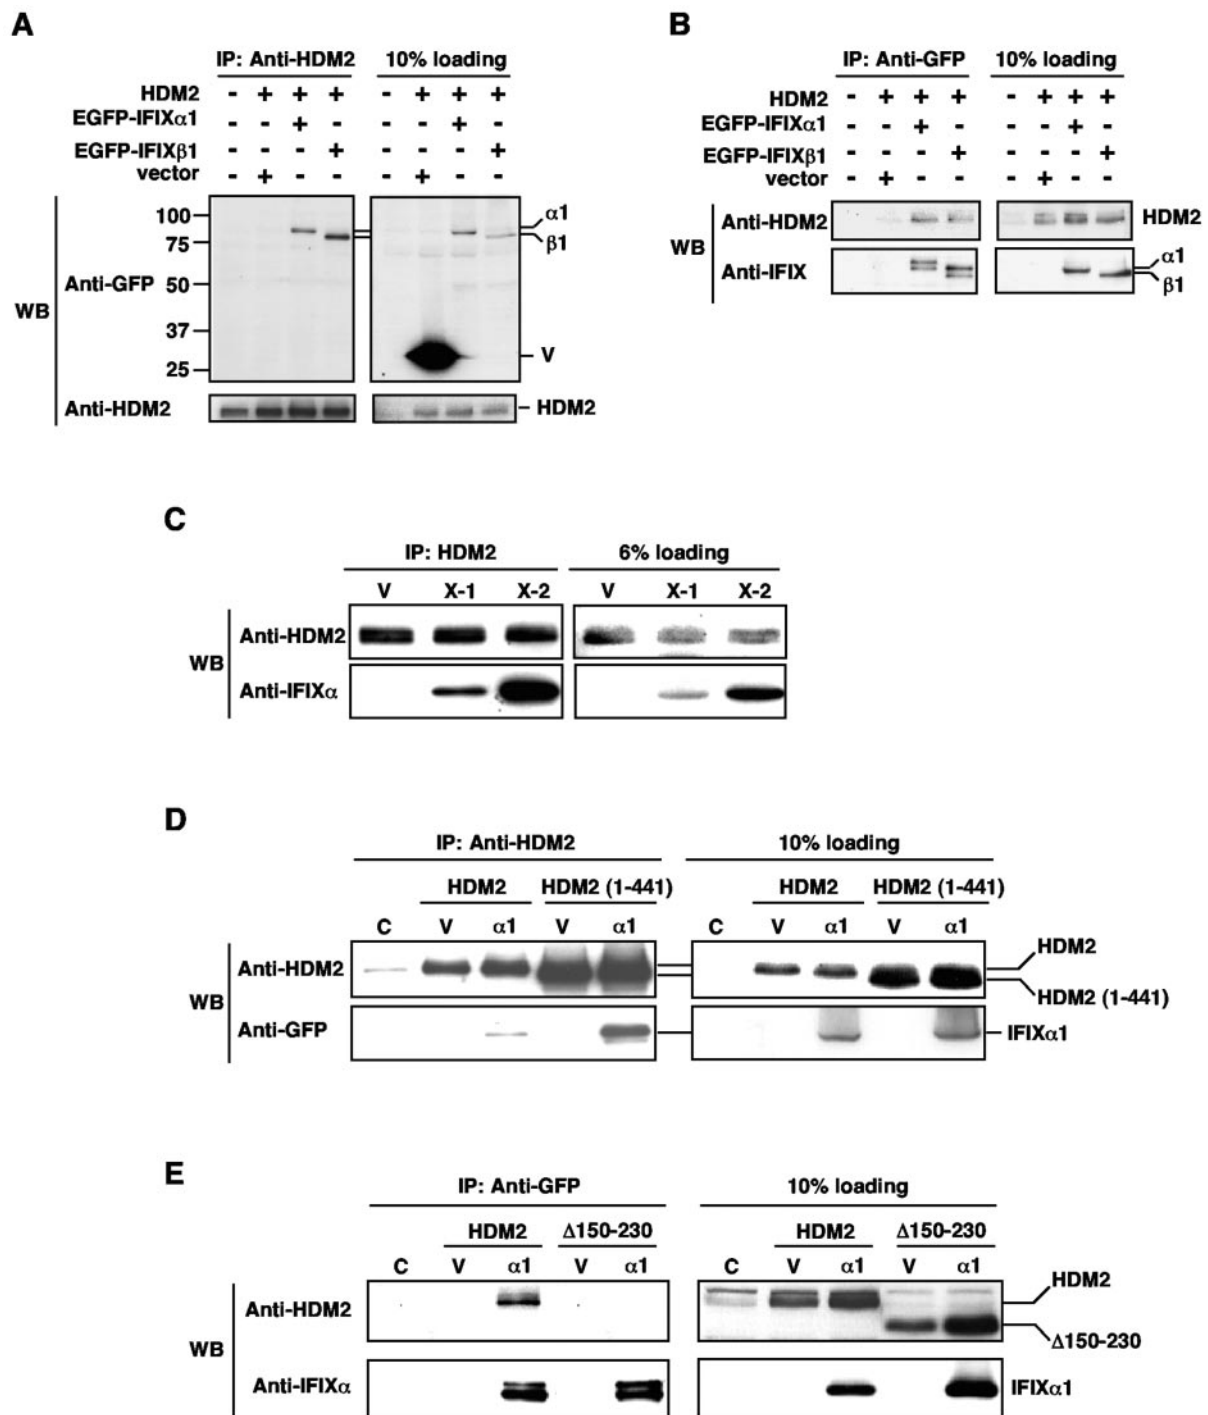 A
IP: Anti-HDM2 10% loading
HDM2 - + + + - + + +
EGFP-IFIXα1 - - + - - - + -
EGFP-IFIXβ1 - - - + - - - +
vector - + - - - + - -
WB
Anti-GFP
100
75
50
37
25
α1
β1
V
Anti-HDM2
HDM2
B
IP: Anti-GFP 10% loading
HDM2 - + + + - + + +
EGFP-IFIXα1 - - + - - - + -
EGFP-IFIXβ1 - - - + - - - +
vector - + - - - + - -
WB
Anti-HDM2 HDM2
Anti-IFIX α1
β1
C
IP: HDM2 6% loading
V X-1 X-2 V X-1 X-2
WB
Anti-HDM2
Anti-IFIXα
D
IP: Anti-HDM2 10% loading
HDM2 HDM2 (1-441) HDM2 HDM2 (1-441)
C V α1 V α1 C V α1 V α1
WB
Anti-HDM2 HDM2
HDM2 (1-441)
Anti-GFP IFIXα1
E
IP: Anti-GFP 10% loading
HDM2 Δ150-230 HDM2 Δ150-230
C V α1 V α1 C V α1 V α1
WB
Anti-HDM2 HDM2
Δ150-230
Anti-IFIXα IFIXα1